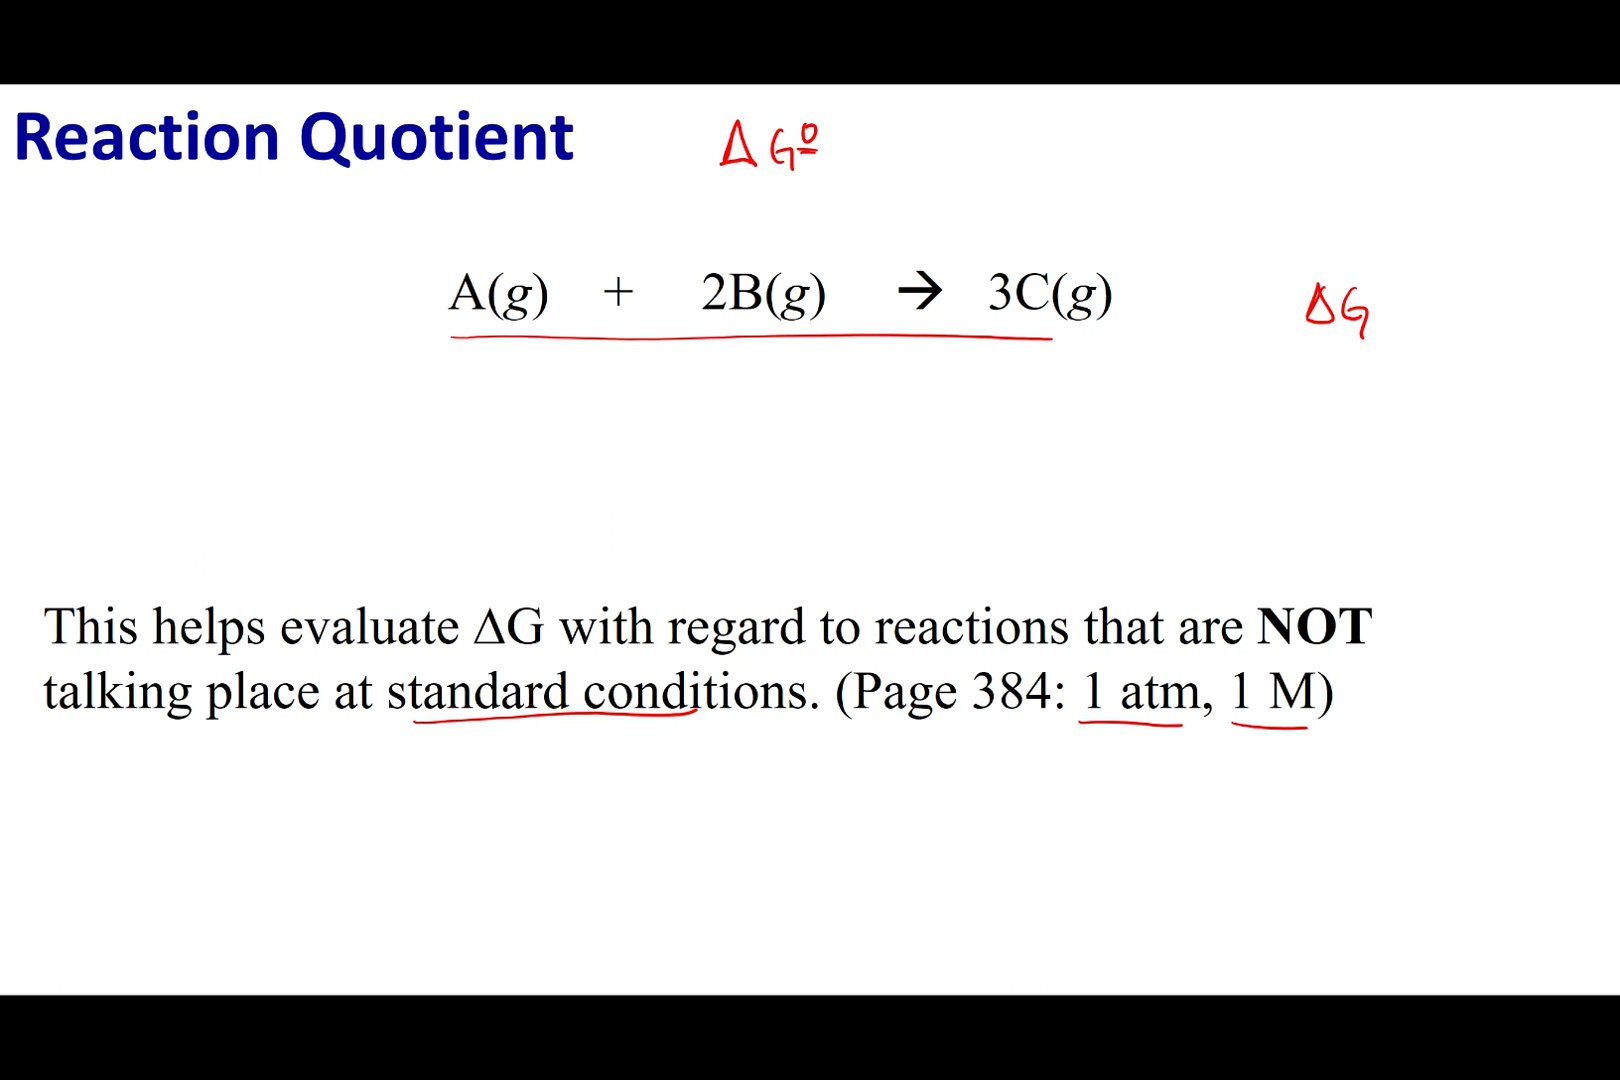 Reaction Quotient
ΔG°
A(g) + 2B(g) → 3C(g)
ΔG
This helps evaluate ΔG with regard to reactions that are NOT
talking place at standard conditions. (Page 384: 1 atm, 1 M)